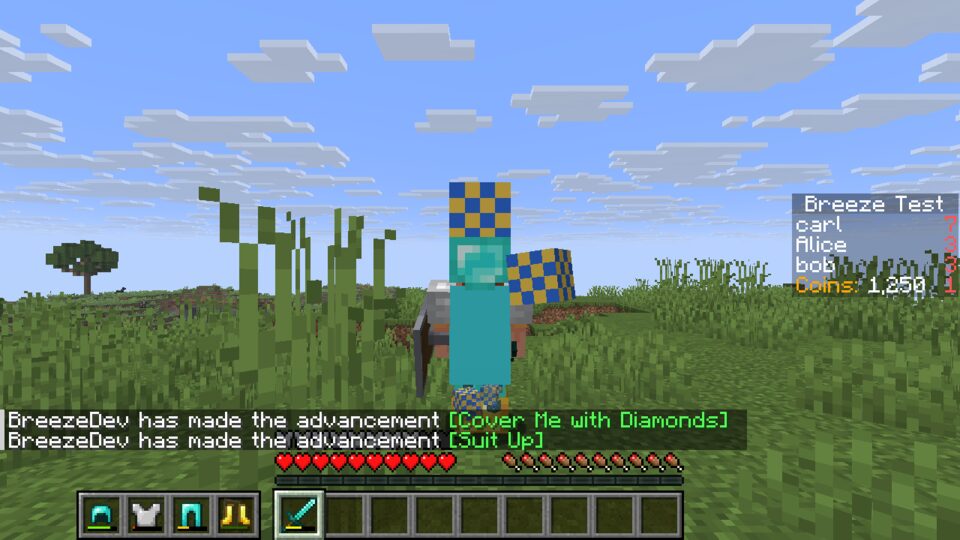 Breeze Test
carl 7
Alice 3
bob 3
Coins: 1,250 1
BreezeDev has made the advancement [Cover Me with Diamonds]
BreezeDev has made the advancement [Suit Up]